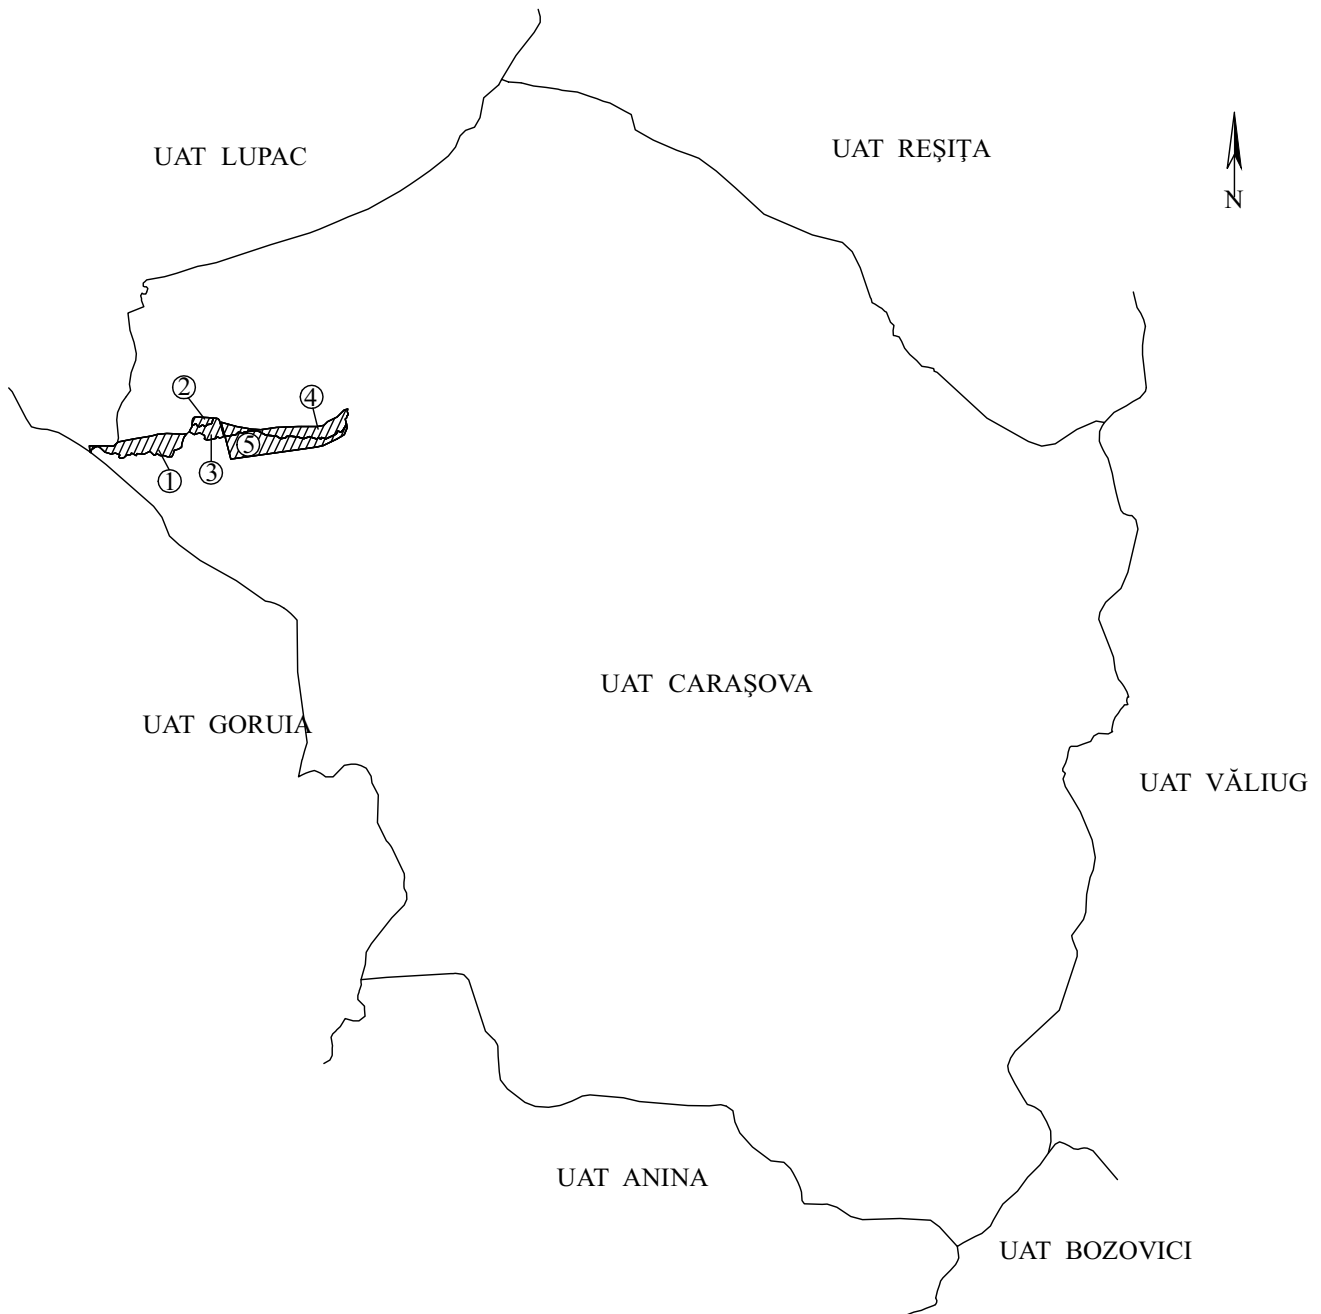 UAT LUPAC
UAT REŞIŢA
N
2
4
5
1
3
UAT CARAŞOVA
UAT GORUIA
UAT VĂLIUG
UAT ANINA
UAT BOZOVICI